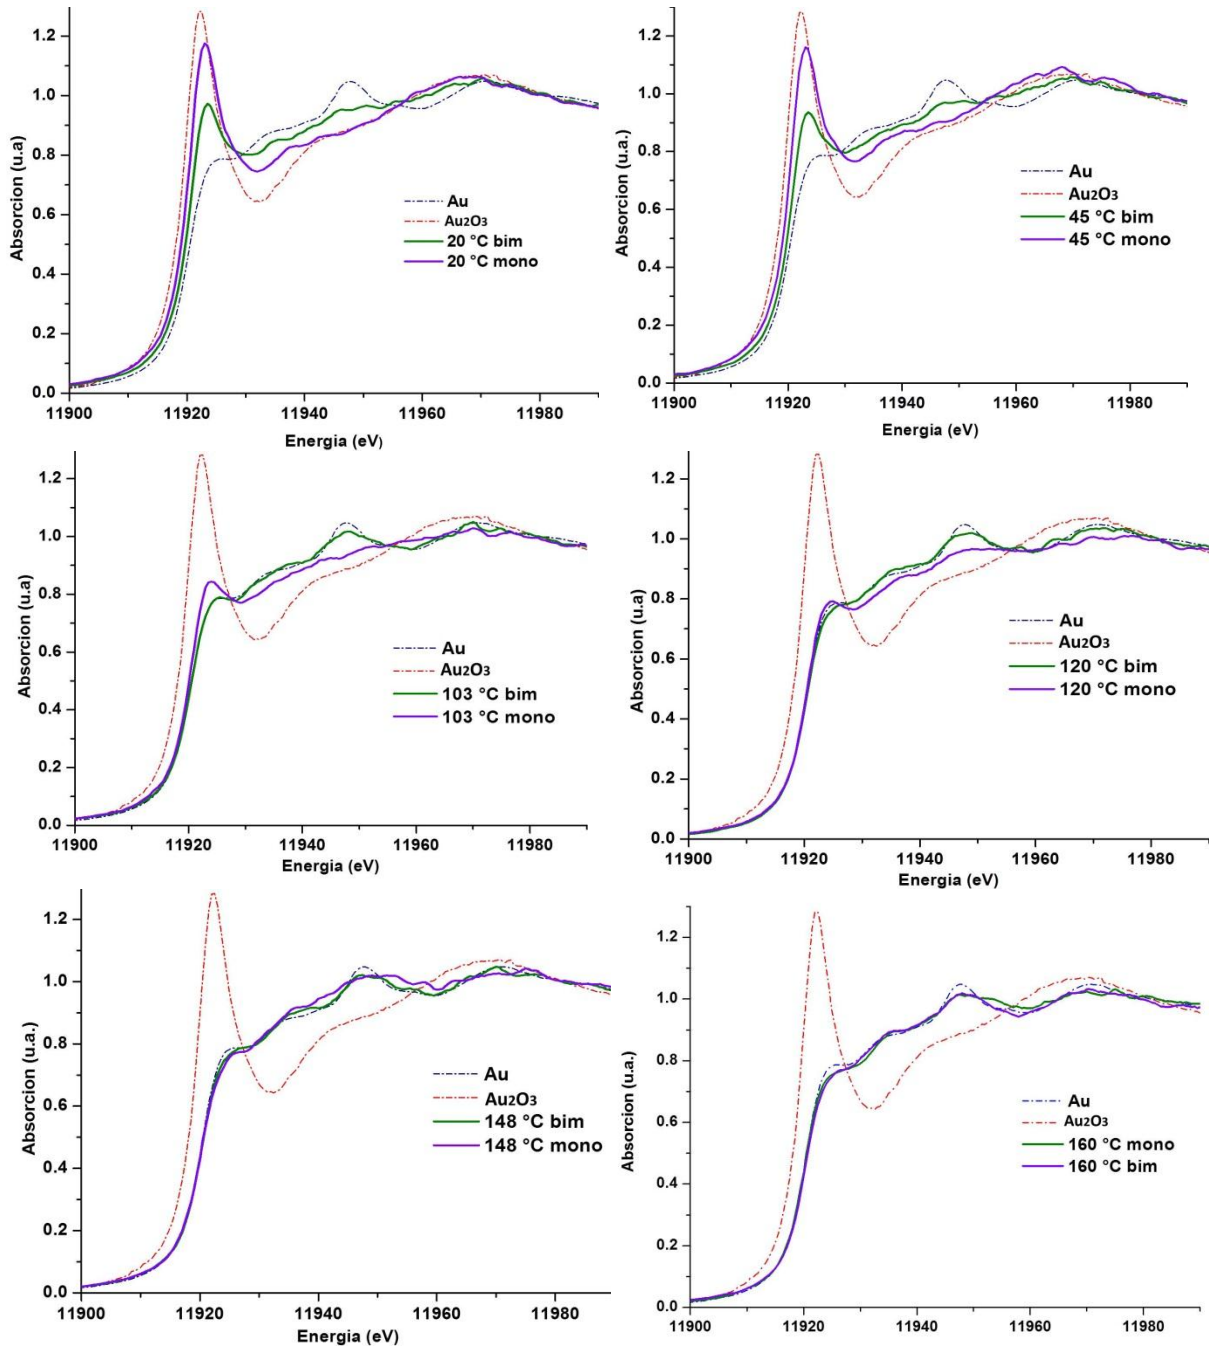 1.2
1.0
0.8
0.6
0.4
0.2
0.0
Absorcion (u.a)
Au
Au2O3
20 °C bim
20 °C mono
11900 11920 11940 11960 11980
Energia (eV)
1.2
1.0
0.8
0.6
0.4
0.2
0.0
Absorcion (u.a.)
Au
Au2O3
45 °C bim
45 °C mono
11900 11920 11940 11960 11980
Energia (eV)
1.2
1.0
0.8
0.6
0.4
0.2
0.0
Absorcion (u.a)
Au
Au2O3
103 °C bim
103 °C mono
11900 11920 11940 11960 11980
Energia (eV)
1.2
1.0
0.8
0.6
0.4
0.2
0.0
Absorcion (u.a.)
Au
Au2O3
120 °C bim
120 °C mono
11900 11920 11940 11960 11980
Energia (eV)
1.2
1.0
0.8
0.6
0.4
0.2
0.0
Absorcion (u.a.)
Au
Au2O3
148 °C bim
148 °C mono
11900 11920 11940 11960 11980
Energia (eV)
1.2
1.0
0.8
0.6
0.4
0.2
0.0
Absorcion (u.a.)
Au
Au2O3
160 °C mono
160 °C bim
11900 11920 11940 11960 11980
Energia (eV)